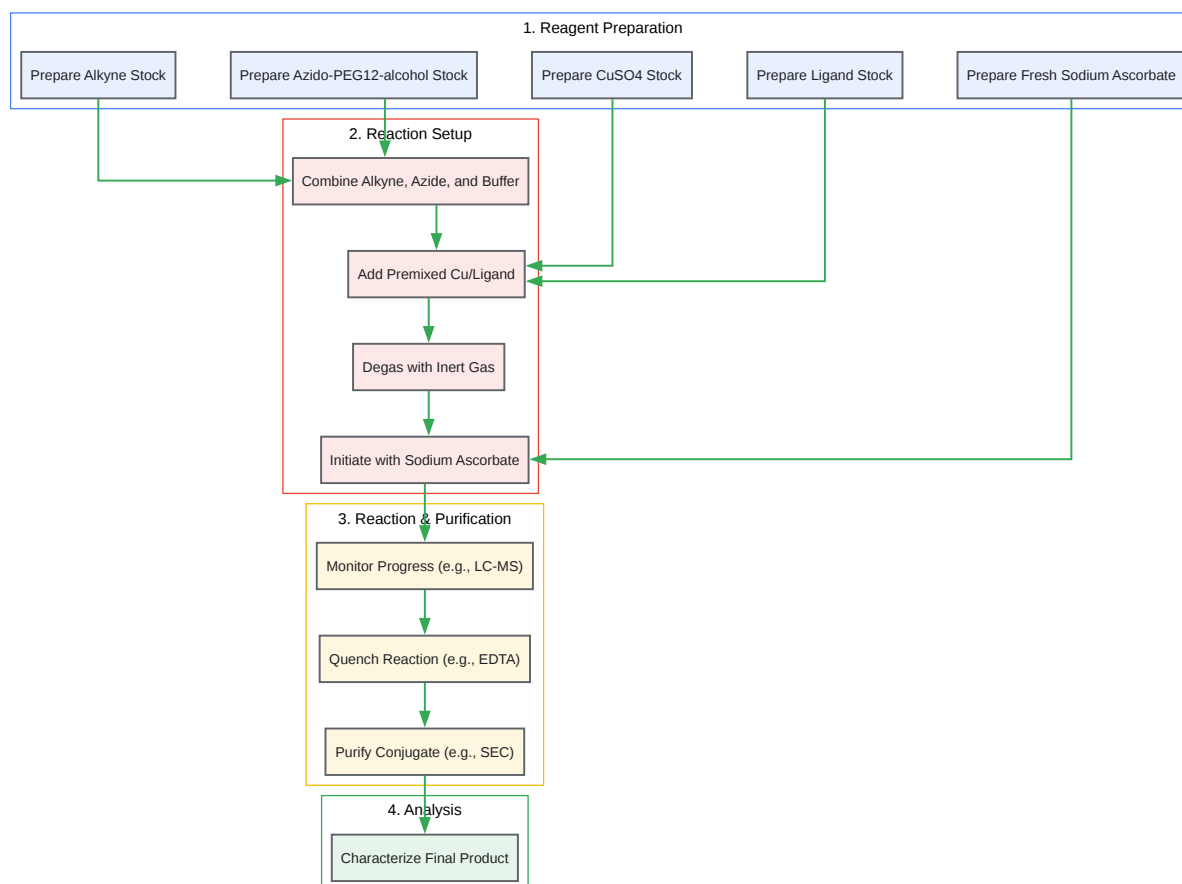 1. Reagent Preparation
Prepare Alkyne Stock
Prepare Azido-PEG12-alcohol Stock
Prepare CuSO4 Stock
Prepare Ligand Stock
Prepare Fresh Sodium Ascorbate
2. Reaction Setup
Combine Alkyne, Azide, and Buffer
Add Premixed Cu/Ligand
Degas with Inert Gas
Initiate with Sodium Ascorbate
3. Reaction & Purification
Monitor Progress (e.g., LC-MS)
Quench Reaction (e.g., EDTA)
Purify Conjugate (e.g., SEC)
4. Analysis
Characterize Final Product